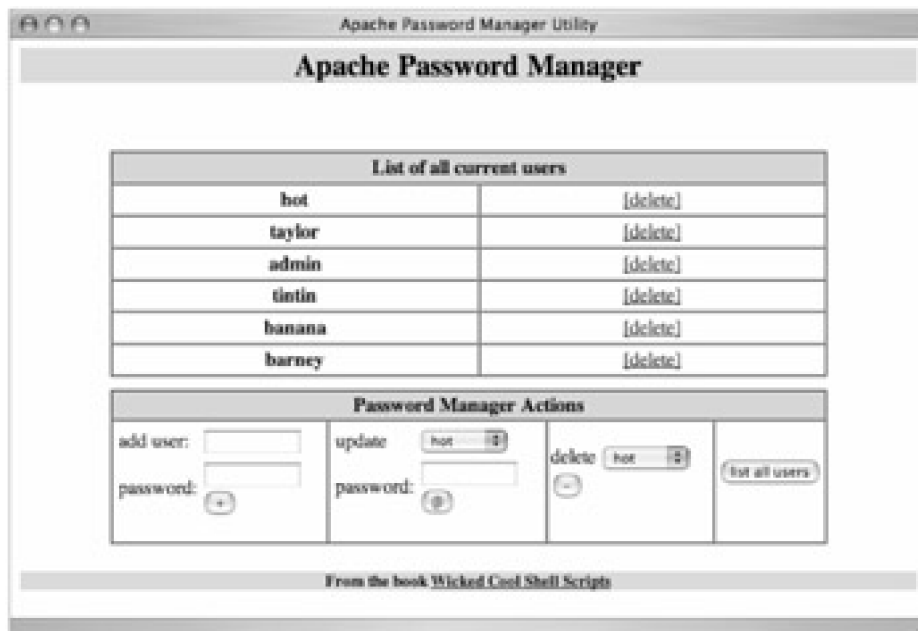 Apache Password Manager Utility
Apache Password Manager
List of all current users
hot [delete]
taylor [delete]
admin [delete]
tintin [delete]
banana [delete]
barney [delete]
Password Manager Actions
add user: update hot
delete hot
list all users
password: password:
+ @ -
From the book Wicked Cool Shell Scripts